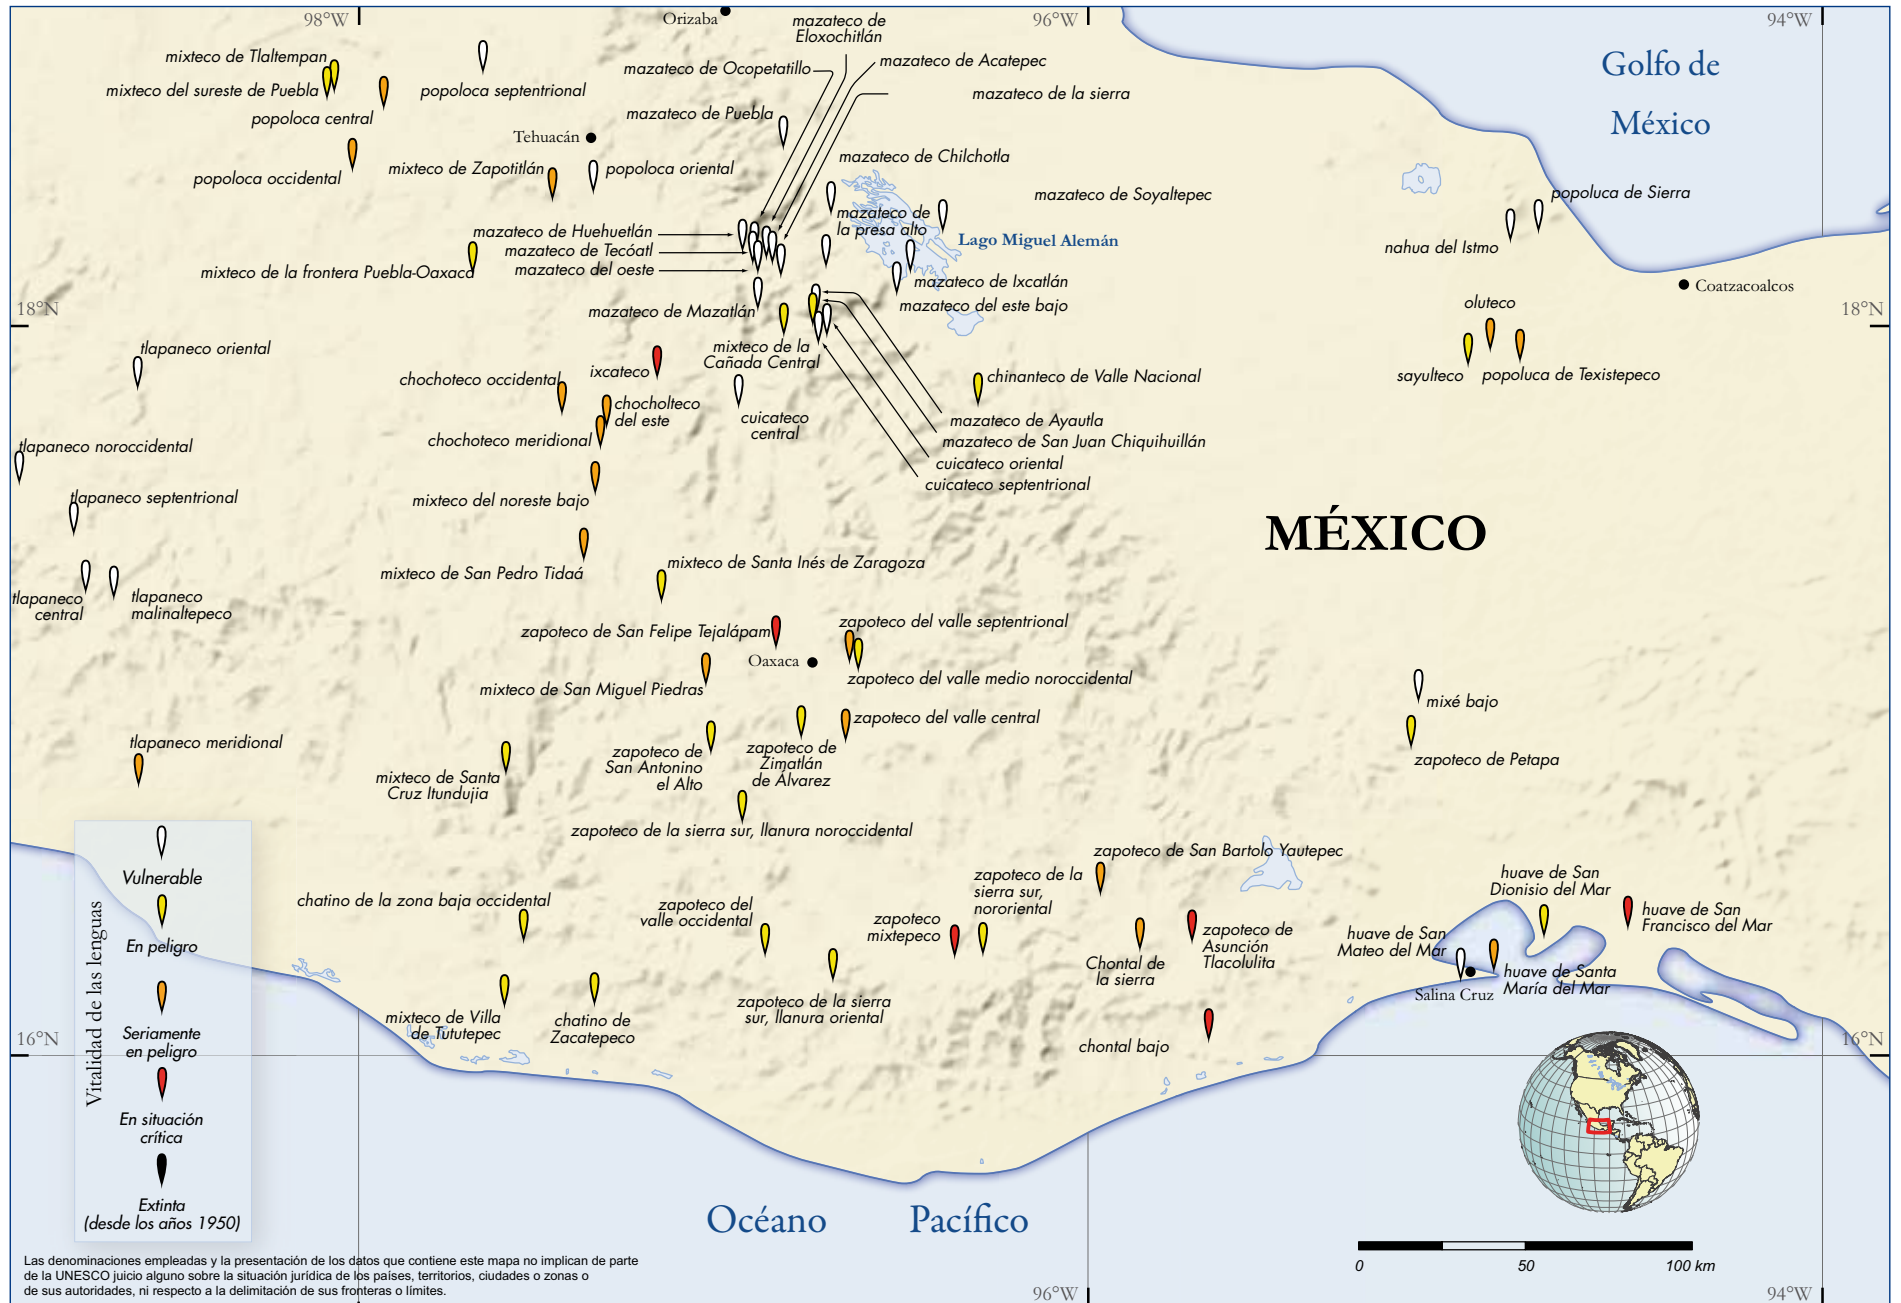 98°W
96°W
94°W
Orizaba
mazateco de
Eloxochitlán
Golfo de
México
mixteco de Tlaltempan
mixteco del sureste de Puebla
popoloca septentrional
popoloca central
mazateco de Ocopetatillo
mazateco de Acatepec
mazateco de la sierra
mazateco de Puebla
Tehuacán
popoloca occidental
mixteco de Zapotitlán
popoloca oriental
mazateco de Chilchotla
mazateco de Soyaltepec
popoluca de Sierra
mazateco de
la presa alto
mazateco de Huehuetlán
mazateco de Tecóatl
mazateco del oeste
Lago Miguel Alemán
nahua del Istmo
mixteco de la frontera Puebla-Oaxaca
mazateco de Ixcatlán
mazateco del este bajo
Coatzacoalcos
18°N
18°N
mazateco de Mazatlán
oluteco
tlapaneco oriental
mixteco de la
Cañada Central
ixcateco
chochoteco occidental
chinanteco de Valle Nacional
sayulteco
popoluca de Texistepeco
chocholteco
del este
cuicateco
central
mazateco de Ayautla
mazateco de San Juan Chiquihuillán
cuicateco oriental
cuicateco septentrional
chochoteco meridional
tlapaneco noroccidental
tlapaneco septentrional
mixteco del noreste bajo
MÉXICO
mixteco de San Pedro Tidaá
mixteco de Santa Inés de Zaragoza
tlapaneco
central
tlapaneco
malinaltepeco
zapoteco de San Felipe Tejalápam
zapoteco del valle septentrional
Oaxaca
zapoteco del valle medio noroccidental
mixteco de San Miguel Piedras
mixé bajo
zapoteco del valle central
zapoteco de Petapa
tlapaneco meridional
mixteco de Santa
Cruz Itundujia
zapoteco de
San Antonino
el Alto
zapoteco de
Zimatlán
de Álvarez
zapoteco de la sierra sur, llanura noroccidental
zapoteco de San Bartolo Yautepec
chatino de la zona baja occidental
zapoteco del
valle occidental
zapoteco
mixtepeco
zapoteco de la
sierra sur,
nororiental
Chontal de
la sierra
zapoteco de
Asunción
Tlacolulita
huave de San
Dionisio del Mar
huave de San
Francisco del Mar
huave de San
Mateo del Mar
huave de Santa
María del Mar
Salina Cruz
mixteco de Villa
de Tututepec
chatino de
Zacatepeco
zapoteco de la sierra
sur, llanura oriental
chontal bajo
16°N
16°N
Vitalidad de las lenguas
Vulnerable
En peligro
Seriamente
en peligro
En situación
crítica
Extinta
(desde los años 1950)
Océano Pacífico
Las denominaciones empleadas y la presentación de los datos que contiene este mapa no implican de parte
de la UNESCO juicio alguno sobre la situación jurídica de los países, territorios, ciudades o zonas o
de sus autoridades, ni respecto a la delimitación de sus fronteras o límites.
0 50 100 km
96°W
94°W